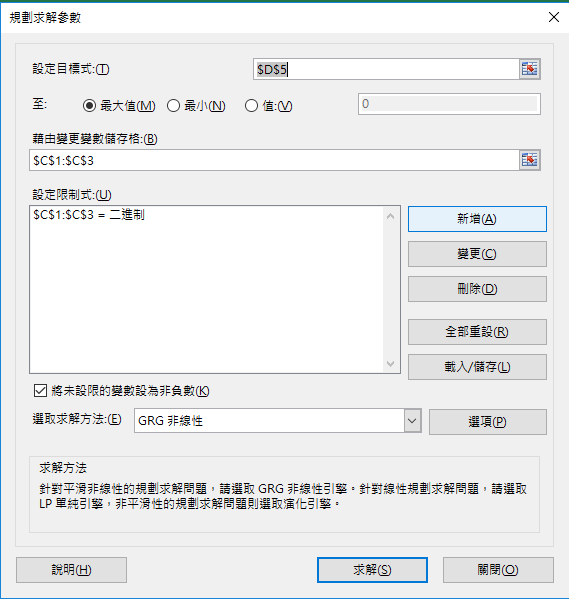 規劃求解參數
設定目標式:(T)
$D$5
至:
最大值(M)
最小(N)
值:(V)
0
藉由變更變數儲存格:(B)
$C$1:$C$3
設定限制式:(U)
$C$1:$C$3 = 二進制
新增(A)
變更(C)
刪除(D)
全部重設(R)
載入/儲存(L)
將未設限的變數設為非負數(K)
選取求解方法:(E)
GRG 非線性
選項(P)
求解方法
針對平滑非線性的規劃求解問題，請選取 GRG 非線性引擎。針對線性規劃求解問題，請選取
LP 單純引擎，非平滑性的規劃求解問題則選取演化引擎。
說明(H)
求解(S)
關閉(O)